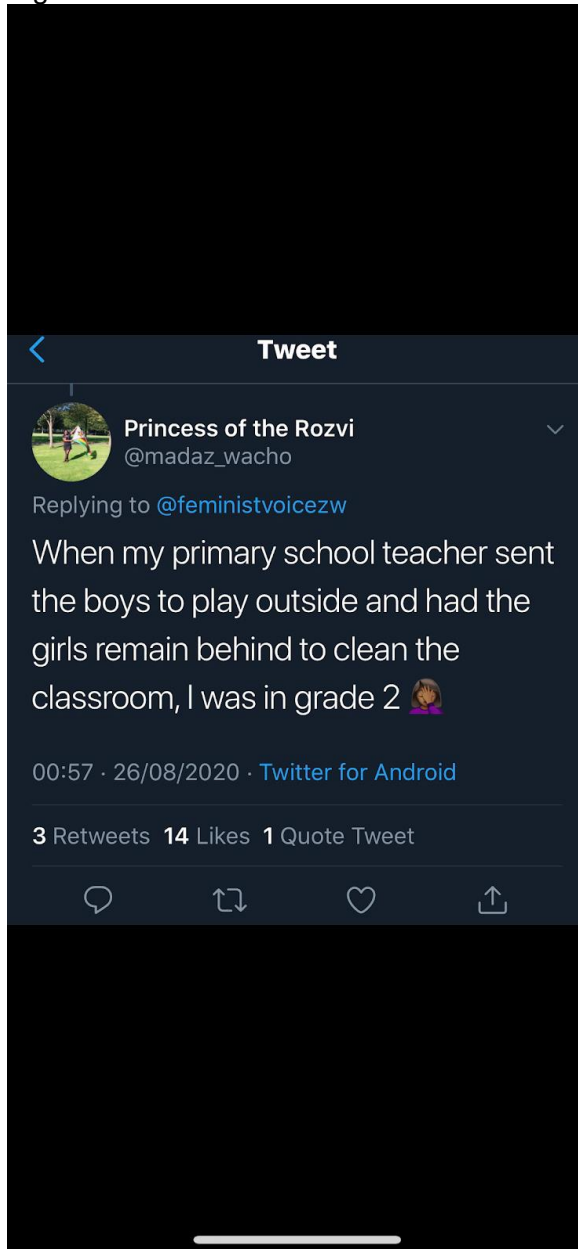 Tweet
Princess of the Rozvi
@madaz_wacho
Replying to @feministvoicezw
When my primary school teacher sent
the boys to play outside and had the
girls remain behind to clean the
classroom, I was in grade 2 🤦🏾‍♀️
00:57 · 26/08/2020 · Twitter for Android
3 Retweets 14 Likes 1 Quote Tweet